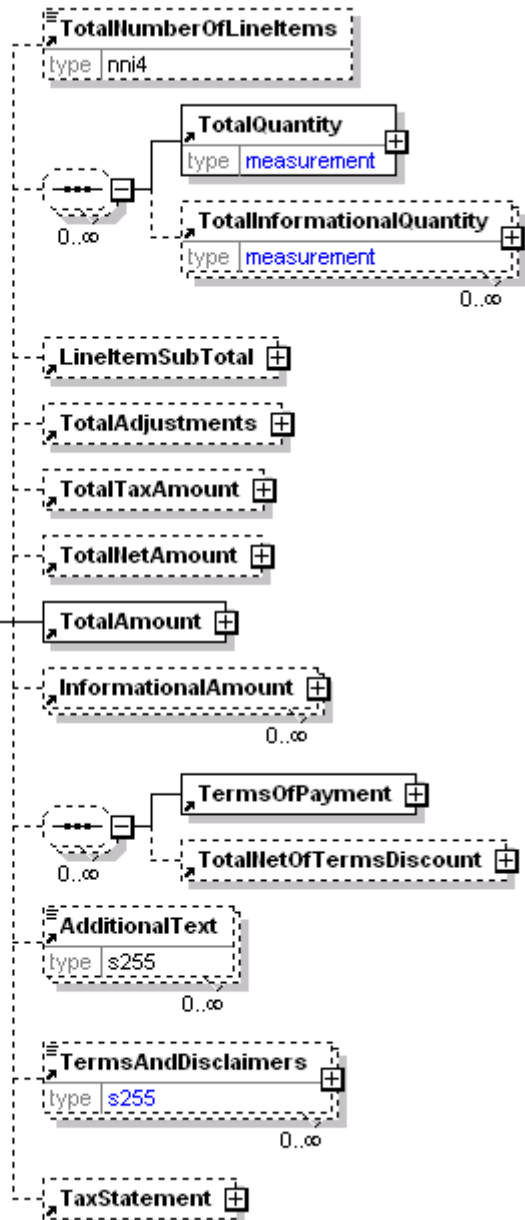 TotalNumberOfLineItems
type nni4
TotalQuantity
type measurement
0..∞
TotalInformationalQuantity
type measurement
0..∞
LineItemSubTotal
TotalAdjustments
TotalTaxAmount
TotalNetAmount
TotalAmount
InformationalAmount
0..∞
TermsOfPayment
0..∞
TotalNetOfTermsDiscount
AdditionalText
type s255
0..∞
TermsAndDisclaimers
type s255
0..∞
TaxStatement